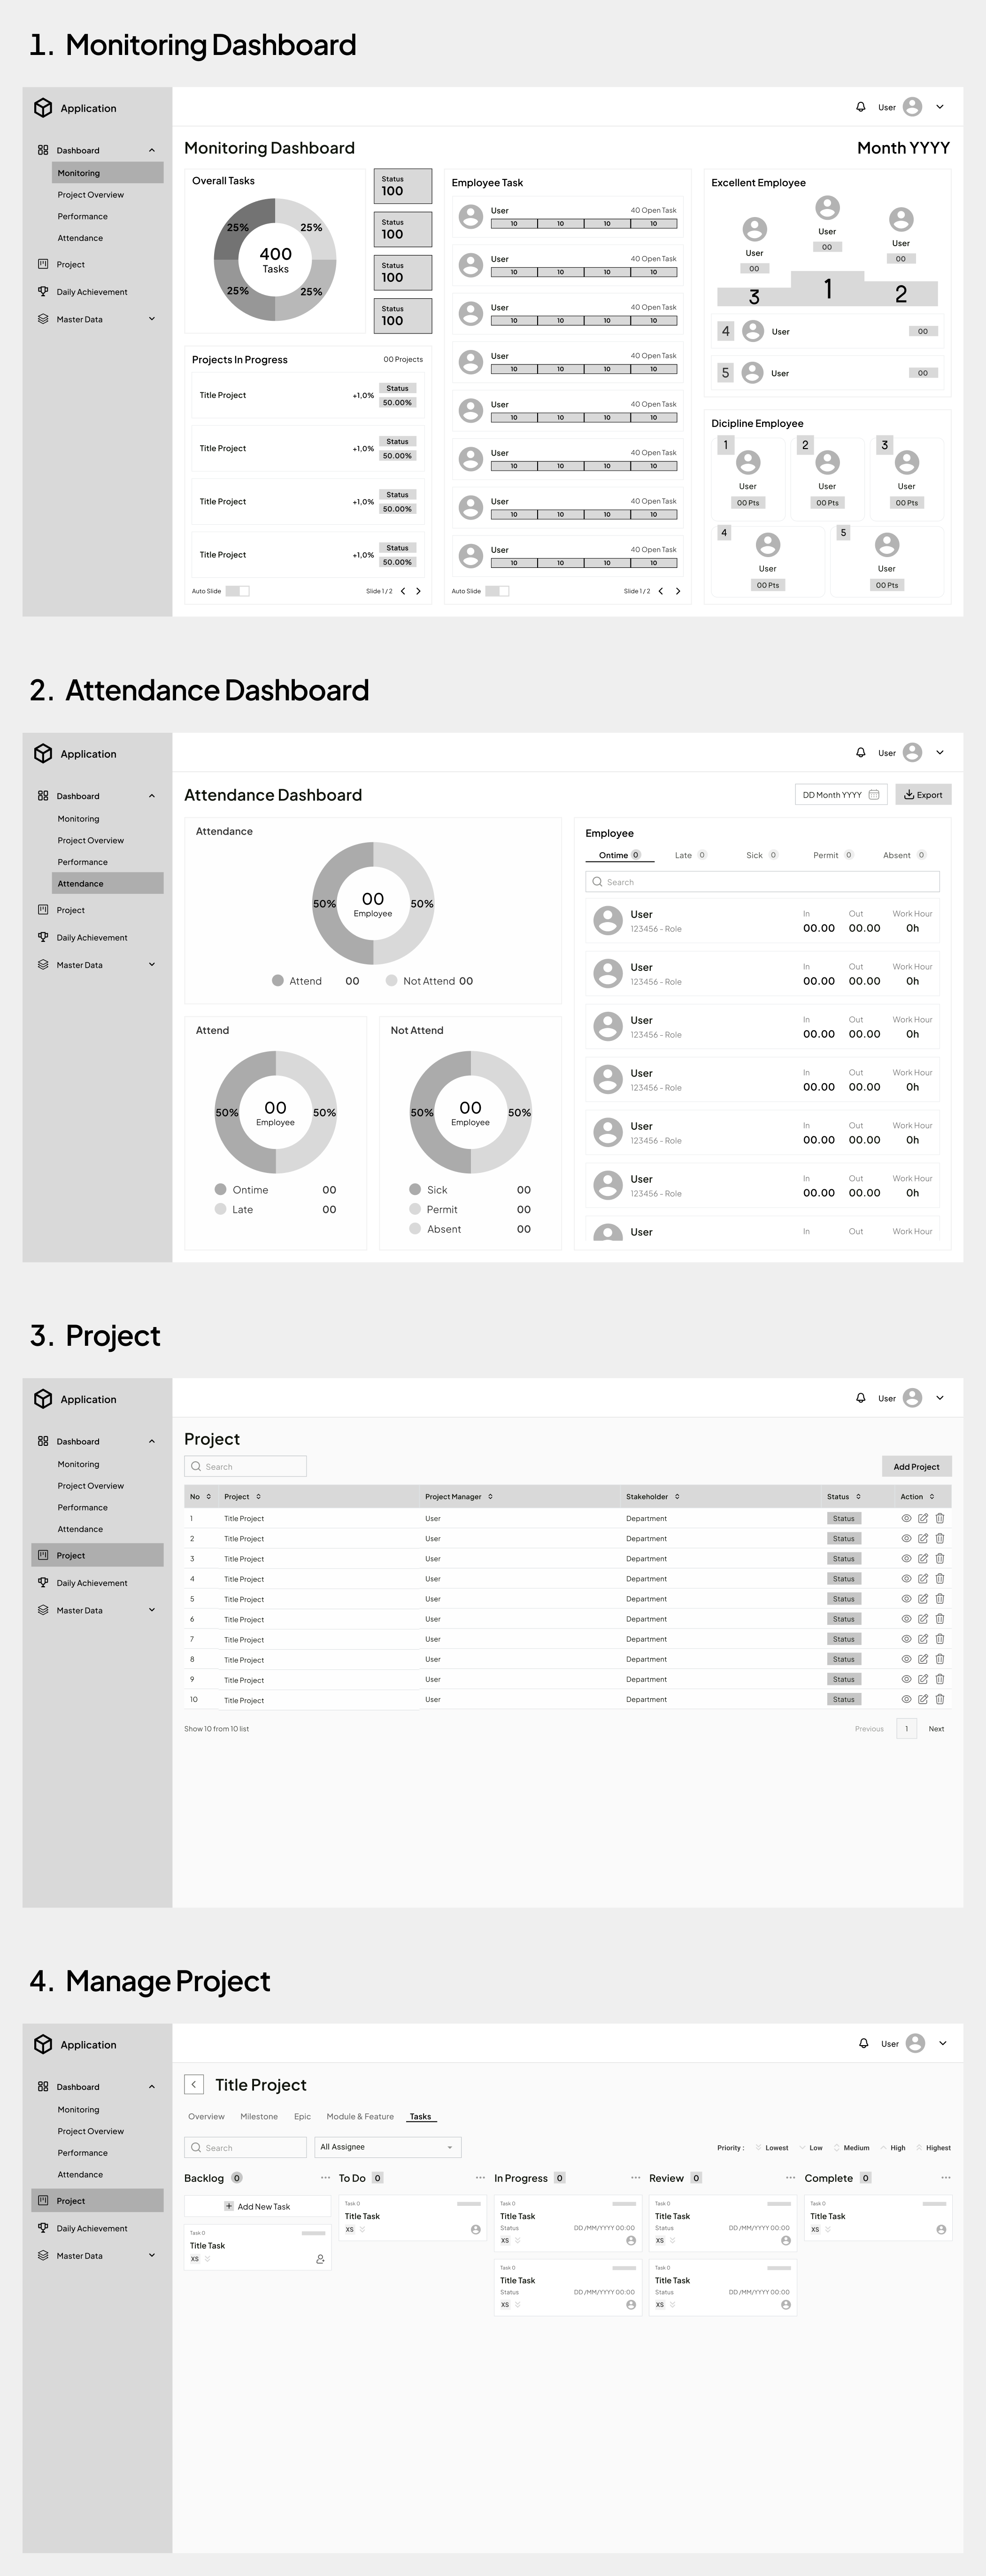 1. Monitoring Dashboard
Application
User
Dashboard
Monitoring
Project Overview
Performance
Attendance
Project
Daily Achievement
Master Data
Monitoring Dashboard
Month YYYY
Overall Tasks
25%
25%
400
Tasks
25%
25%
Status
100
Status
100
Status
100
Status
100
Projects In Progress
00 Projects
Title Project
+1,0%
Status
50.00%
Title Project
+1,0%
Status
50.00%
Title Project
+1,0%
Status
50.00%
Title Project
+1,0%
Status
50.00%
Auto Slide
Slide 1 / 2
Employee Task
User 40 Open Task
10 10 10 10
User 40 Open Task
10 10 10 10
User 40 Open Task
10 10 10 10
User 40 Open Task
10 10 10 10
User 40 Open Task
10 10 10 10
User 40 Open Task
10 10 10 10
User 40 Open Task
10 10 10 10
User 40 Open Task
10 10 10 10
Auto Slide
Slide 1 / 2
Excellent Employee
User
00
User
00
User
00
3 1 2
4 User 00
5 User 00
Dicipline Employee
1 2 3
User User User
00 Pts 00 Pts 00 Pts
4 5
User User
00 Pts 00 Pts
2. Attendance Dashboard
Application
User
Dashboard
Monitoring
Project Overview
Performance
Attendance
Project
Daily Achievement
Master Data
Attendance Dashboard
DD Month YYYY
Export
Attendance
50% 00 50%
Employee
Attend 00 Not Attend 00
Attend
50% 00 50%
Employee
Ontime 00
Late 00
Not Attend
50% 00 50%
Employee
Sick 00
Permit 00
Absent 00
Employee
Ontime 0 Late 0 Sick 0 Permit 0 Absent 0
Search
User In Out Work Hour
123456 - Role 00.00 00.00 0h
User In Out Work Hour
123456 - Role 00.00 00.00 0h
User In Out Work Hour
123456 - Role 00.00 00.00 0h
User In Out Work Hour
123456 - Role 00.00 00.00 0h
User In Out Work Hour
123456 - Role 00.00 00.00 0h
User In Out Work Hour
123456 - Role 00.00 00.00 0h
User In Out Work Hour
3. Project
Application
User
Dashboard
Monitoring
Project Overview
Performance
Attendance
Project
Daily Achievement
Master Data
Project
Search
Add Project
No Project Project Manager Stakeholder Status Action
1 Title Project User Department Status
2 Title Project User Department Status
3 Title Project User Department Status
4 Title Project User Department Status
5 Title Project User Department Status
6 Title Project User Department Status
7 Title Project User Department Status
8 Title Project User Department Status
9 Title Project User Department Status
10 Title Project User Department Status
Show 10 from 10 list
Previous 1 Next
4. Manage Project
Application
User
Dashboard
Monitoring
Project Overview
Performance
Attendance
Project
Daily Achievement
Master Data
Title Project
Overview Milestone Epic Module & Feature Tasks
Search
All Assignee
Priority : Lowest Low Medium High Highest
Backlog 0
Add New Task
Task 0
Title Task
XS
To Do 0
Task 0
Title Task
XS
In Progress 0
Task 0
Title Task
Status DD/MM/YYYY 00:00
XS
Task 0
Title Task
Status DD/MM/YYYY 00:00
XS
Review 0
Task 0
Title Task
Status DD/MM/YYYY 00:00
XS
Task 0
Title Task
Status DD/MM/YYYY 00:00
XS
Complete 0
Task 0
Title Task
XS